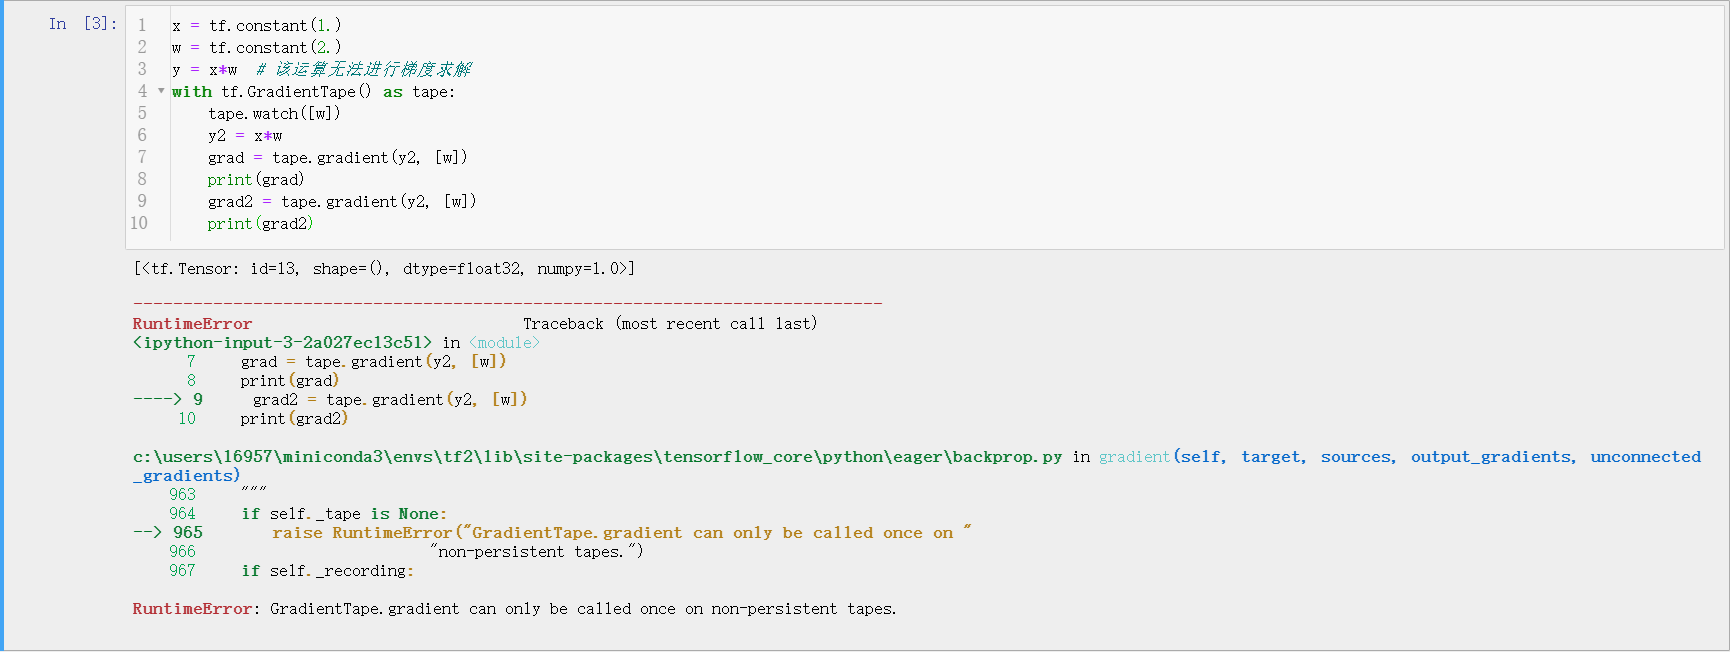 In [3]:
1 x = tf.constant(1.)
2 w = tf.constant(2.)
3 y = x*w  # 该运算无法进行梯度求解
4 with tf.GradientTape() as tape:
5     tape.watch([w])
6     y2 = x*w
7     grad = tape.gradient(y2, [w])
8     print(grad)
9     grad2 = tape.gradient(y2, [w])
10     print(grad2)
[<tf.Tensor: id=13, shape=(), dtype=float32, numpy=1.0>]
---------------------------------------------------------------------------
RuntimeError                              Traceback (most recent call last)
<ipython-input-3-2a027ec13c51> in <module>
      7     grad = tape.gradient(y2, [w])
      8     print(grad)
----> 9     grad2 = tape.gradient(y2, [w])
     10     print(grad2)
c:\users\16957\miniconda3\envs\tf2\lib\site-packages\tensorflow_core\python\eager\backprop.py in gradient(self, target, sources, output_gradients, unconnected
_gradients)
    963     """
    964     if self._tape is None:
--> 965       raise RuntimeError("GradientTape.gradient can only be called once on "
    966                          "non-persistent tapes.")
    967     if self._recording:
RuntimeError: GradientTape.gradient can only be called once on non-persistent tapes.